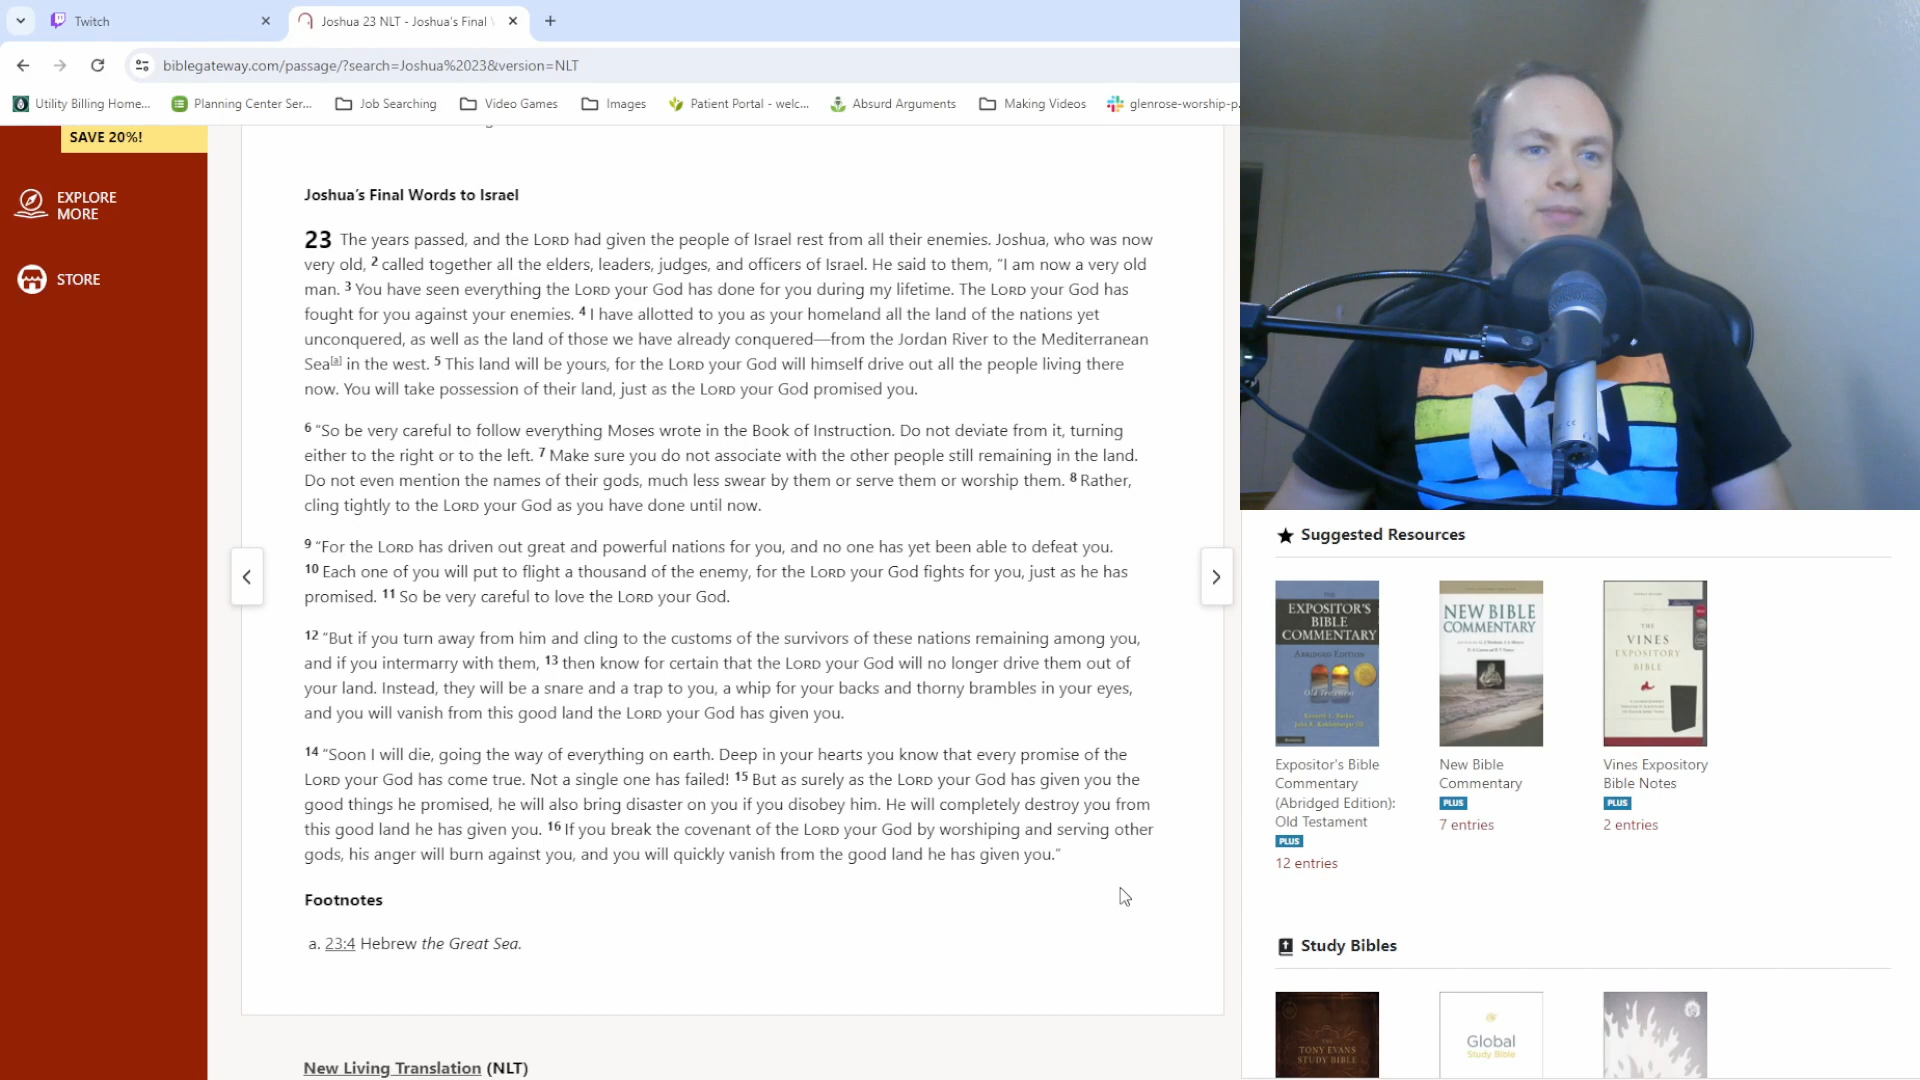 Twitch
Joshua 23 NLT - Joshua's Final
biblegateway.com/passage/?search=Joshua%2023&version=NLT
Utility Billing Home...
Planning Center Ser...
Job Searching
Video Games
Images
Patient Portal - welc...
Absurd Arguments
Making Videos
glenrose-worship-p.
SAVE 20%!
EXPLORE
MORE
STORE
Joshua’s Final Words to Israel
23 The years passed, and the LORD had given the people of Israel rest from all their enemies. Joshua, who was now
very old, 2 called together all the elders, leaders, judges, and officers of Israel. He said to them, “I am now a very old
man. 3 You have seen everything the LORD your God has done for you during my lifetime. The LORD your God has
fought for you against your enemies. 4 I have allotted to you as your homeland all the land of the nations yet
unconquered, as well as the land of those we have already conquered—from the Jordan River to the Mediterranean
Sea[a] in the west. 5 This land will be yours, for the LORD your God will himself drive out all the people living there
now. You will take possession of their land, just as the LORD your God promised you.
6 “So be very careful to follow everything Moses wrote in the Book of Instruction. Do not deviate from it, turning
either to the right or to the left. 7 Make sure you do not associate with the other people still remaining in the land.
Do not even mention the names of their gods, much less swear by them or serve them or worship them. 8 Rather,
cling tightly to the LORD your God as you have done until now.
9 “For the LORD has driven out great and powerful nations for you, and no one has yet been able to defeat you.
10 Each one of you will put to flight a thousand of the enemy, for the LORD your God fights for you, just as he has
promised. 11 So be very careful to love the LORD your God.
12 “But if you turn away from him and cling to the customs of the survivors of these nations remaining among you,
and if you intermarry with them, 13 then know for certain that the LORD your God will no longer drive them out of
your land. Instead, they will be a snare and a trap to you, a whip for your backs and thorny brambles in your eyes,
and you will vanish from this good land the LORD your God has given you.
14 “Soon I will die, going the way of everything on earth. Deep in your hearts you know that every promise of the
LORD your God has come true. Not a single one has failed! 15 But as surely as the LORD your God has given you the
good things he promised, he will also bring disaster on you if you disobey him. He will completely destroy you from
this good land he has given you. 16 If you break the covenant of the LORD your God by worshiping and serving other
gods, his anger will burn against you, and you will quickly vanish from the good land he has given you.”
Footnotes
a. 23:4 Hebrew the Great Sea.
New Living Translation (NLT)
Suggested Resources
EXPOSITOR'S
BIBLE
COMMENTARY
ABRIDGED EDITION
Old Testament
NEW BIBLE
COMMENTARY
THE
VINES
EXPOSITORY
BIBLE
Expositor's Bible
Commentary
(Abridged Edition):
Old Testament
PLUS
12 entries
New Bible
Commentary
PLUS
7 entries
Vines Expository
Bible Notes
PLUS
2 entries
Study Bibles
THE
TONY EVANS
STUDY BIBLE
Global
Study Bible